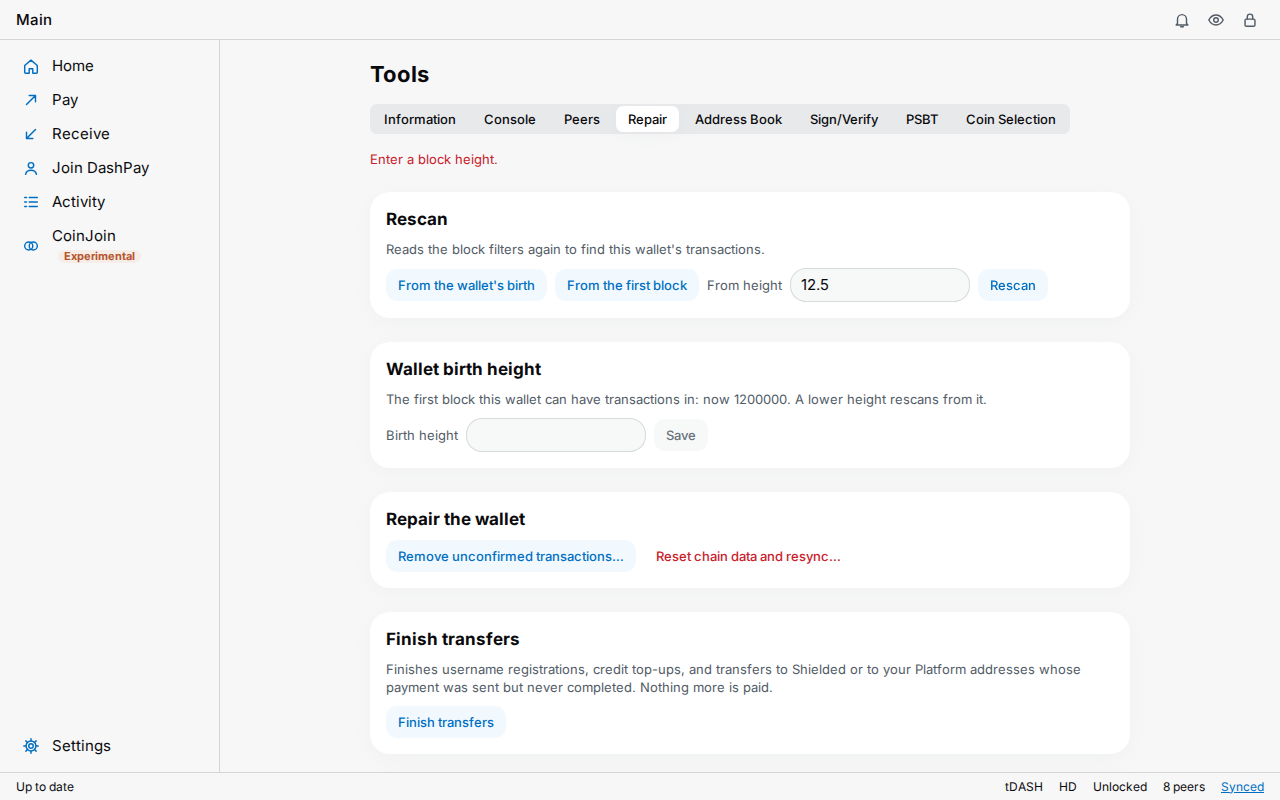 Main
Home
Pay
Receive
Join DashPay
Activity
CoinJoin
Experimental
Settings
Tools
Information Console Peers Repair Address Book Sign/Verify PSBT Coin Selection
Enter a block height.
Rescan
Reads the block filters again to find this wallet's transactions.
From the wallet's birth From the first block From height 12.5 Rescan
Wallet birth height
The first block this wallet can have transactions in: now 1200000. A lower height rescans from it.
Birth height Save
Repair the wallet
Remove unconfirmed transactions... Reset chain data and resync...
Finish transfers
Finishes username registrations, credit top-ups, and transfers to Shielded or to your Platform addresses whose
payment was sent but never completed. Nothing more is paid.
Finish transfers
Up to date tDASH HD Unlocked 8 peers Synced